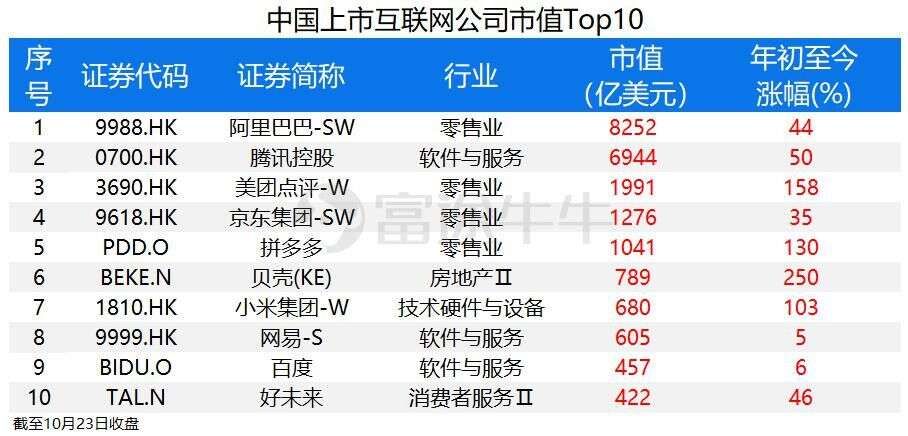 中国上市互联网公司市值Top10
序号 证券代码 证券简称 行业 市值（亿美元） 年初至今涨幅(%)
1 9988.HK 阿里巴巴-SW 零售业 8252 44
2 0700.HK 腾讯控股 软件与服务 6944 50
3 3690.HK 美团点评-W 零售业 1991 158
4 9618.HK 京东集团-SW 零售业 1276 35
5 PDD.O 拼多多 零售业 1041 130
6 BEKE.N 贝壳(KE) 房地产Ⅱ 789 250
7 1810.HK 小米集团-W 技术硬件与设备 680 103
8 9999.HK 网易-S 软件与服务 605 5
9 BIDU.O 百度 软件与服务 457 6
10 TAL.N 好未来 消费者服务Ⅱ 422 46
截至10月23日收盘
富途牛牛